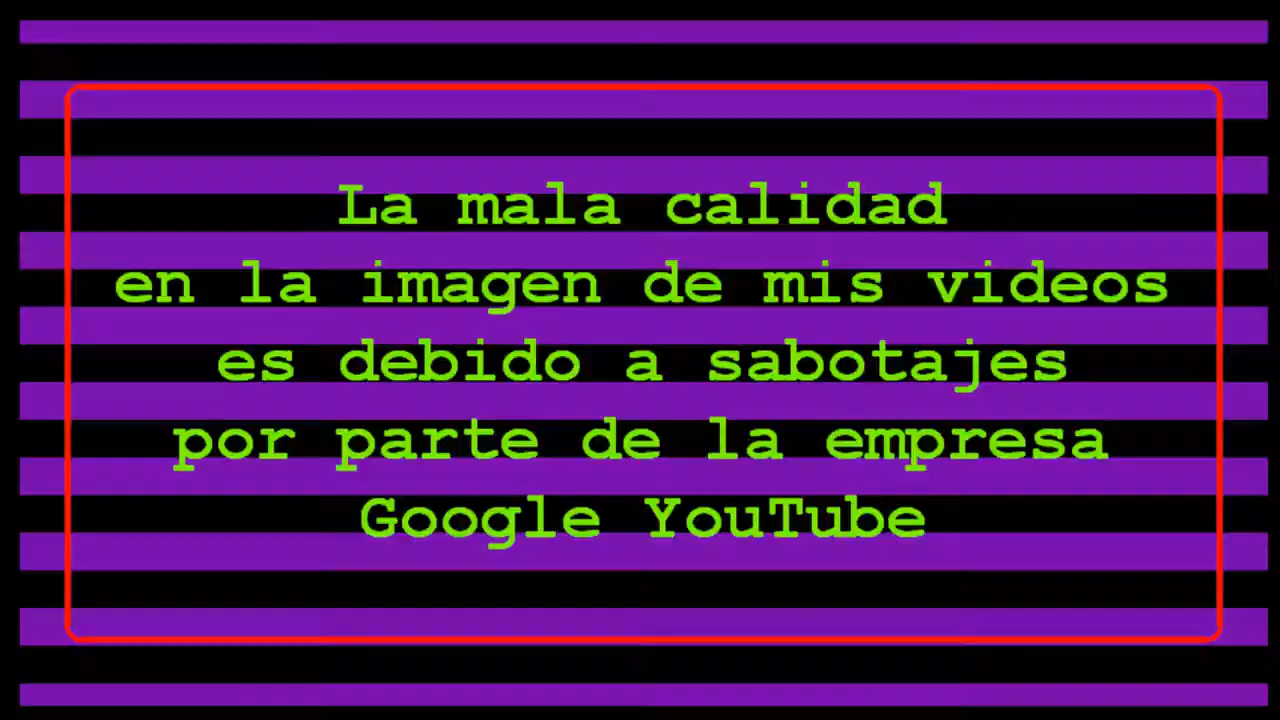 La mala calidad
en la imagen de mis videos
es debido a sabotajes
por parte de la empresa
Google YouTube